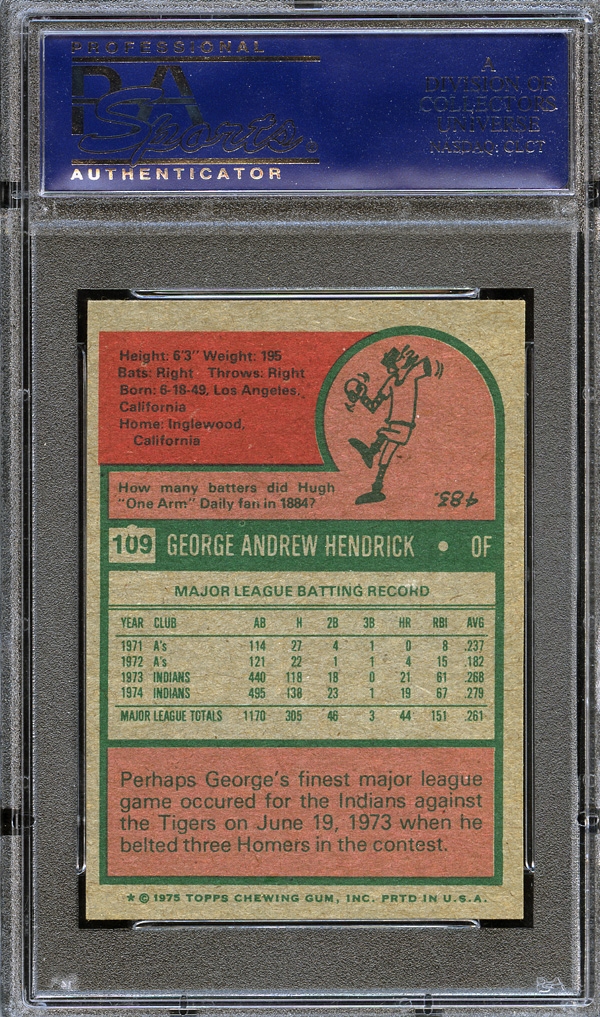 PROFESSIONAL
PSA
Sports
AUTHENTICATOR
A
DIVISION OF
COLLECTORS
UNIVERSE
NASDAQ: CLCT
Height: 6'3" Weight: 195
Bats: Right Throws: Right
Born: 6-18-49, Los Angeles,
California
Home: Inglewood,
California
How many batters did Hugh
"One Arm" Daily fan in 1884?
483.
109 GEORGE ANDREW HENDRICK • OF
MAJOR LEAGUE BATTING RECORD
YEAR CLUB AB H 2B 3B HR RBI AVG
1971 A's 114 27 4 1 0 8 .237
1972 A's 121 22 1 1 4 15 .182
1973 INDIANS 440 118 18 0 21 61 .268
1974 INDIANS 495 138 23 1 19 67 .279
MAJOR LEAGUE TOTALS 1170 305 46 3 44 151 .261
Perhaps George's finest major league
game occured for the Indians against
the Tigers on June 19, 1973 when he
belted three Homers in the contest.
★ © 1975 TOPPS CHEWING GUM, INC. PRTD IN U.S.A.
PSA